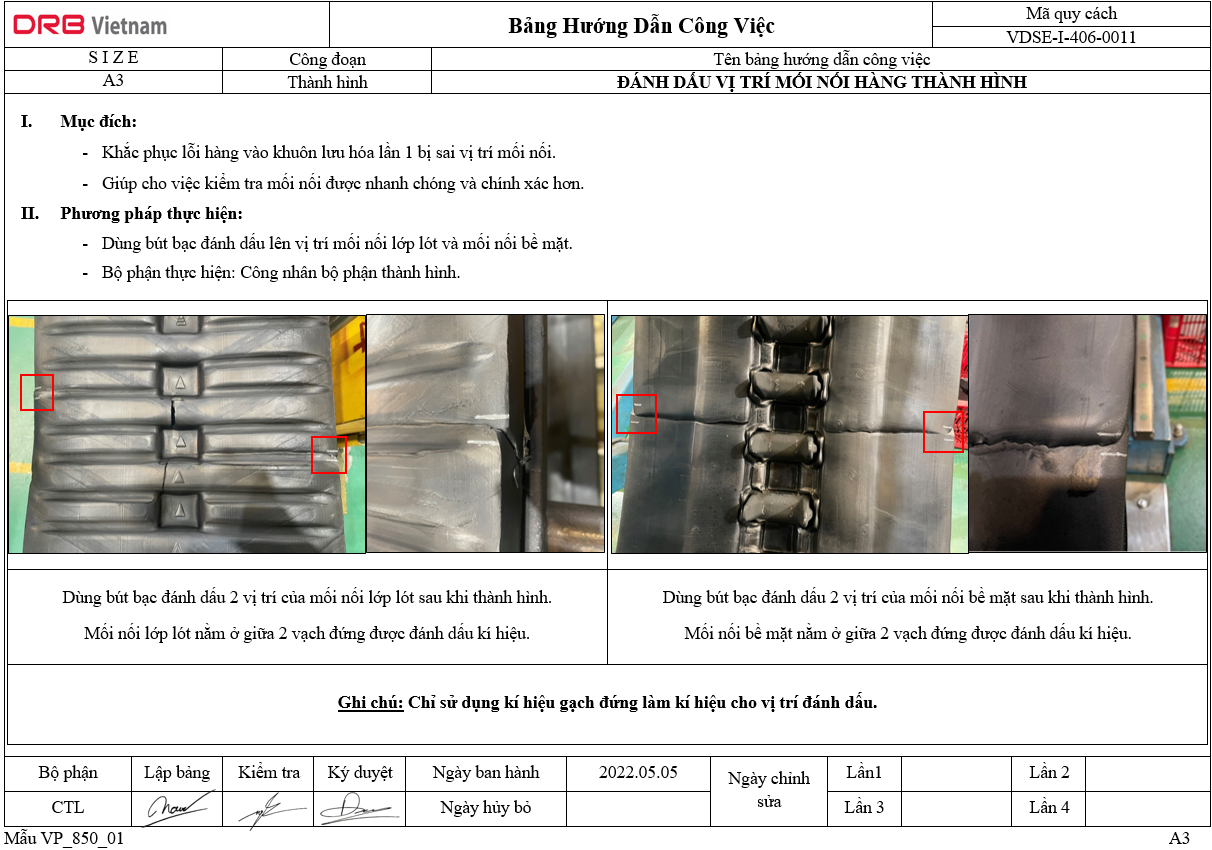 DRB Vietnam
Bảng Hướng Dẫn Công Việc
Mã quy cách
VDSE-I-406-0011
S I Z E
Công đoạn
Tên bảng hướng dẫn công việc
A3
Thành hình
ĐÁNH DẤU VỊ TRÍ MỐI NỐI HÀNG THÀNH HÌNH
I. Mục đích:
- Khắc phục lỗi hàng vào khuôn lưu hóa lần 1 bị sai vị trí mối nối.
- Giúp cho việc kiểm tra mối nối được nhanh chóng và chính xác hơn.
II. Phương pháp thực hiện:
- Dùng bút bạc đánh dấu lên vị trí mối nối lớp lót và mối nối bề mặt.
- Bộ phận thực hiện: Công nhân bộ phận thành hình.
Dùng bút bạc đánh dấu 2 vị trí của mối nối lớp lót sau khi thành hình.
Mối nối lớp lót nằm ở giữa 2 vạch đứng được đánh dấu kí hiệu.
Dùng bút bạc đánh dấu 2 vị trí của mối nối bề mặt sau khi thành hình.
Mối nối bề mặt nằm ở giữa 2 vạch đứng được đánh dấu kí hiệu.
Ghi chú: Chỉ sử dụng kí hiệu gạch đứng làm kí hiệu cho vị trí đánh dấu.
Bộ phận
Lập bảng
Kiểm tra
Ký duyệt
Ngày ban hành
2022.05.05
Ngày chỉnh
sửa
Lần1
Lần 2
CTL
Ngày hủy bỏ
Lần 3
Lần 4
Mẫu VP_850_01
A3